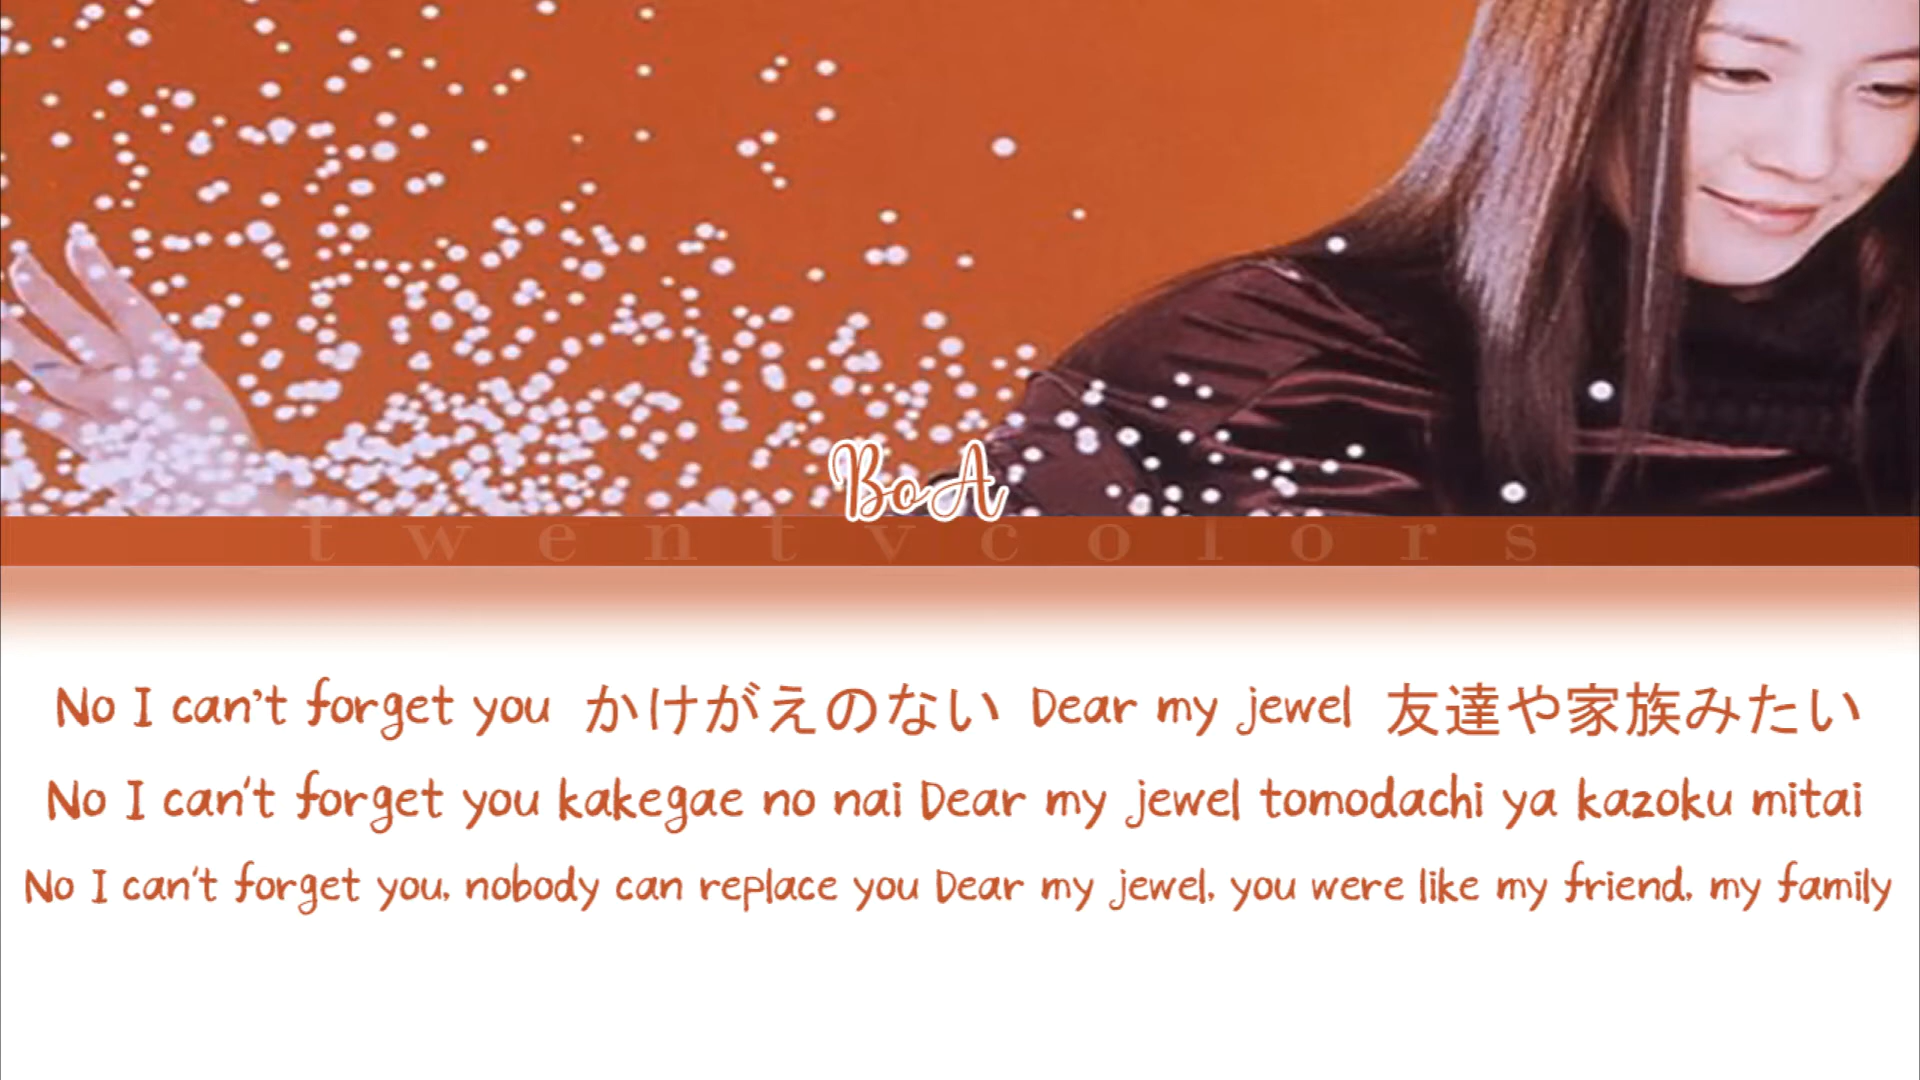 BoA
twentycolors
No I can't forget you かけがえのない Dear my jewel 友達や家族みたい
No I can't forget you kakegae no nai Dear my jewel tomodachi ya kazoku mitai
No I can't forget you, nobody can replace you Dear my jewel, you were like my friend, my family